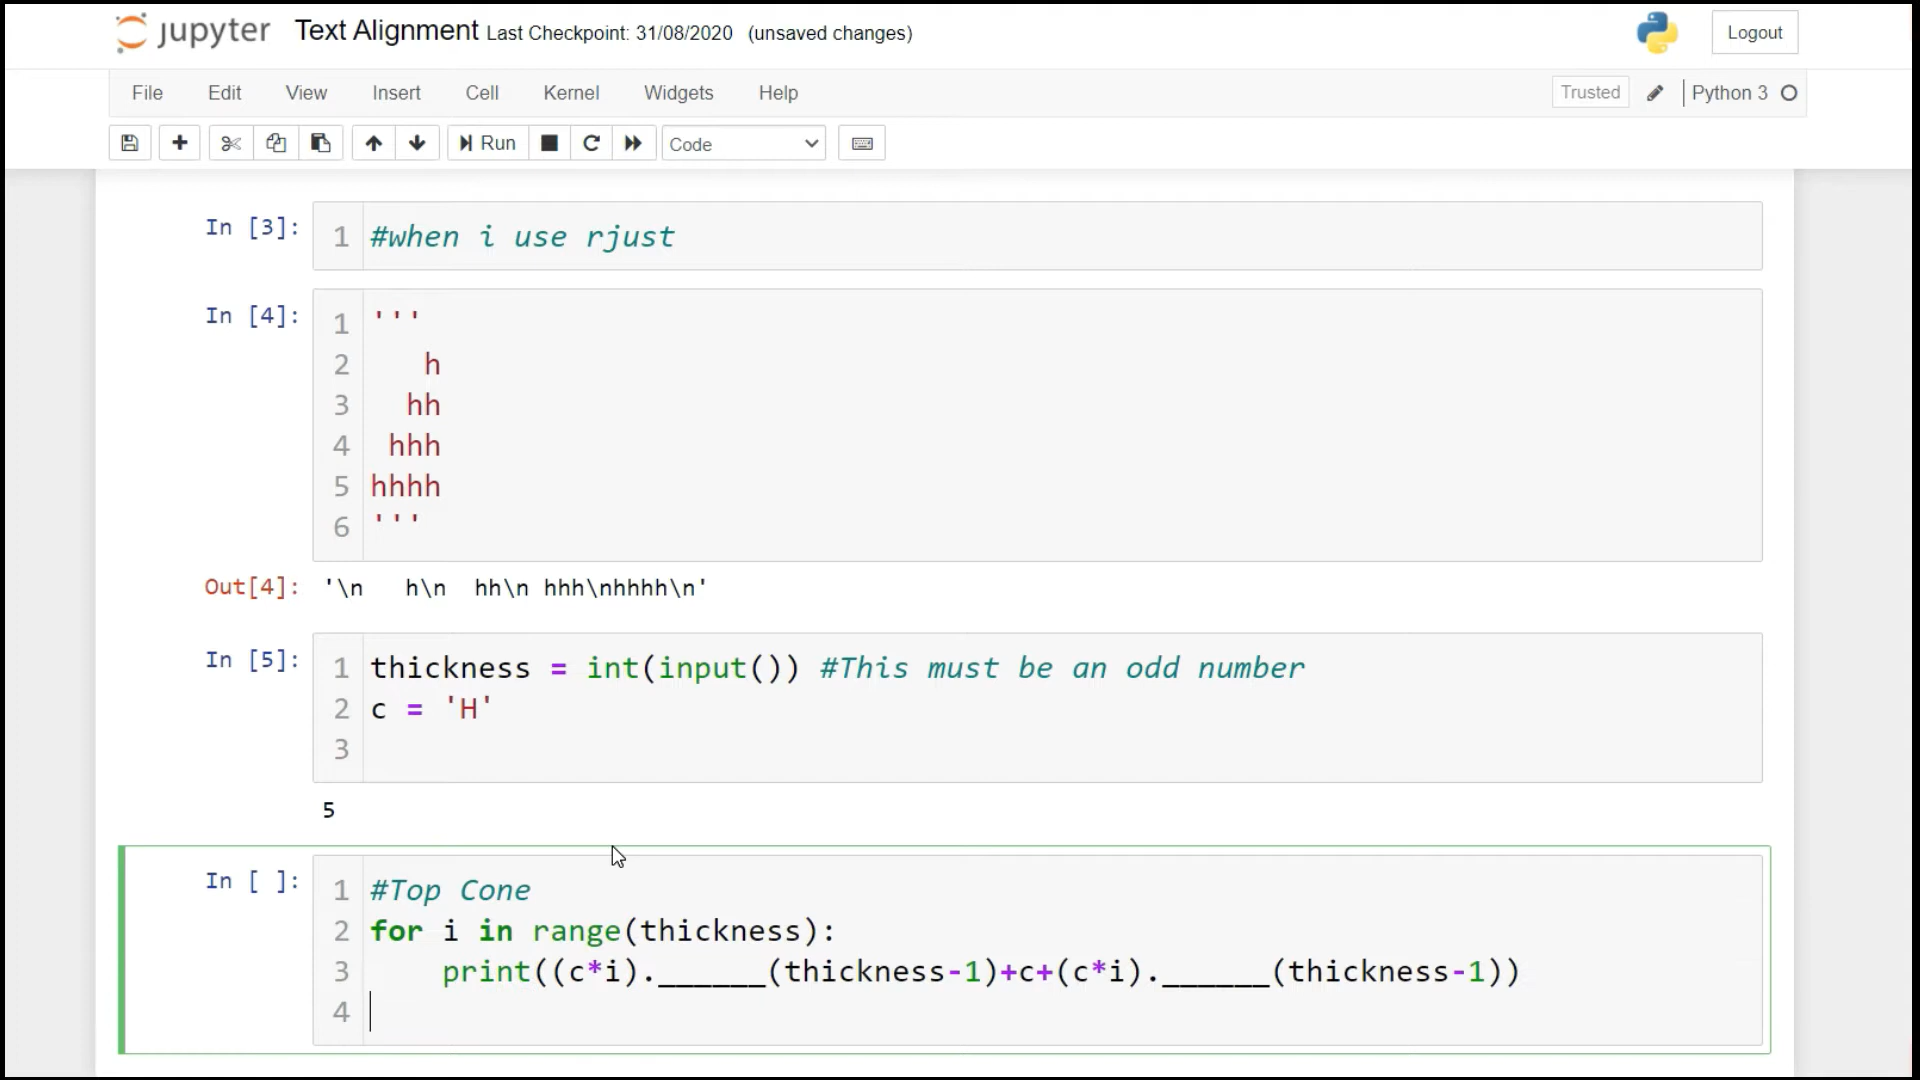 jupyter Text Alignment Last Checkpoint: 31/08/2020 (unsaved changes) Logout
File Edit View Insert Cell Kernel Help Trusted Python 3
Run Code
In [3]: 1 #when i use rjust
In [4]: 1 '''
2    h
3   hh
4  hhh
5 hhhh
6 '''
Out[4]: '\n   h\n  hh\n hhh\nhhhh\n'
In [5]: 1 thickness = int(input()) #This must be an odd number
2 c = 'H'
3
5
In [ ]: 1 #Top Cone
2 for i in range(thickness):
3     print((c*i).______(thickness-1)+c+(c*i).______(thickness-1))
4